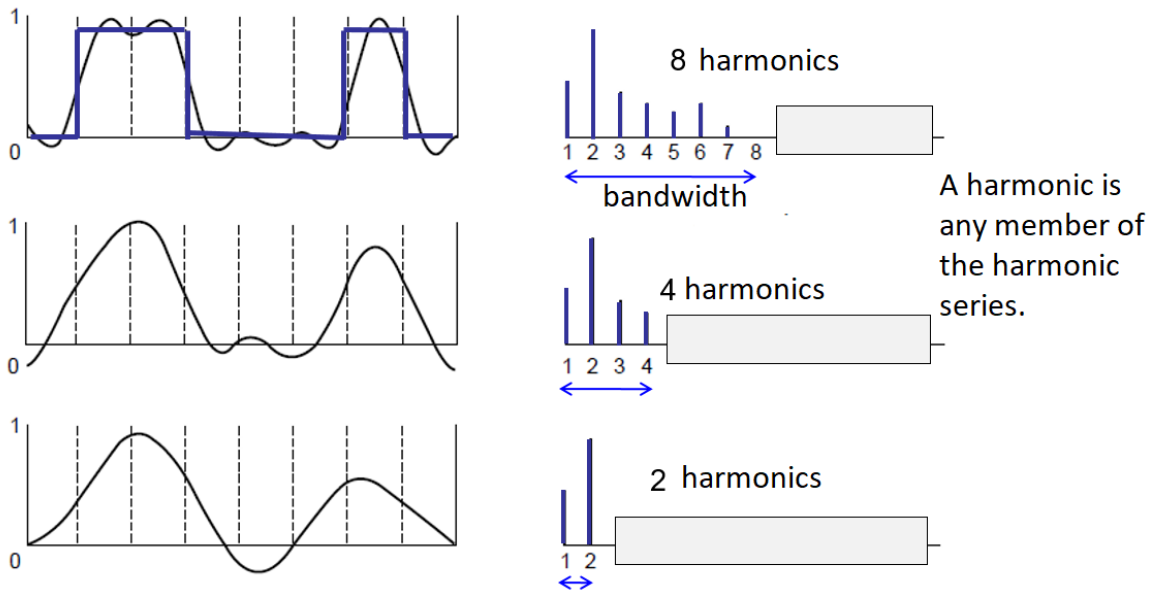 1
0
8 harmonics
1 2 3 4 5 6 7 8
bandwidth
A harmonic is
any member of
the harmonic
series.
1
0
4 harmonics
1 2 3 4
1
0
2 harmonics
1 2